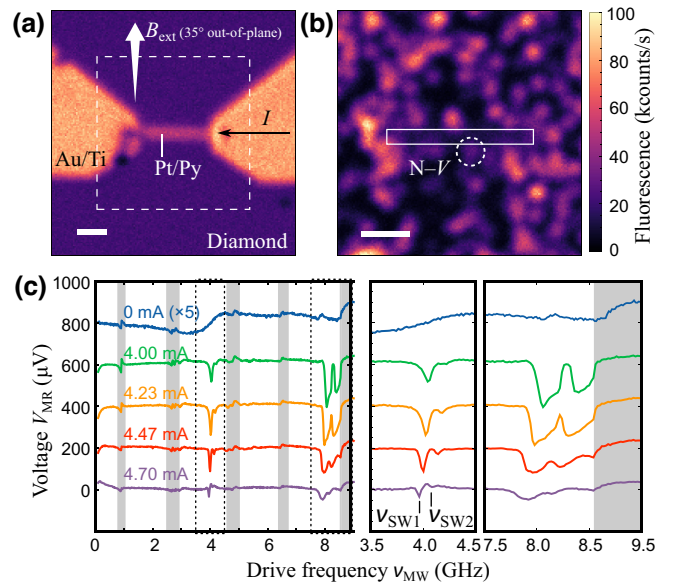 (a)
B_ext (35° out-of-plane)
I
Au/Ti
Pt/Py
Diamond
(b)
N–V
100
80
60
40
20
0
Fluorescence (kcounts/s)
(c)
1000
800
600
400
200
0
Voltage V_MR (μV)
0 mA (×5)
4.00 mA
4.23 mA
4.47 mA
4.70 mA
ν_SW1
ν_SW2
0 2 4 6 8
3.5 4.0 4.5
7.5 8.0 8.5 9.5
Drive frequency ν_MW (GHz)